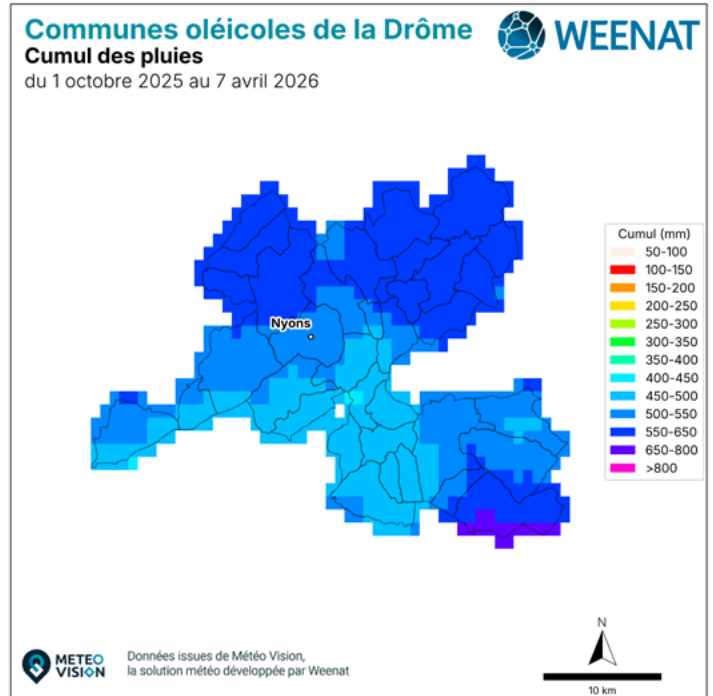 Communes oléicoles de la Drôme
WEENAT
Cumul des pluies
du 1 octobre 2025 au 7 avril 2026
Cumul (mm)
50-100
100-150
150-200
200-250
250-300
300-350
350-400
400-450
450-500
500-550
550-650
650-800
>800
Nyons
METEO
VISION
Données issues de Météo Vision,
la solution météo développée par Weenat
N
10 km